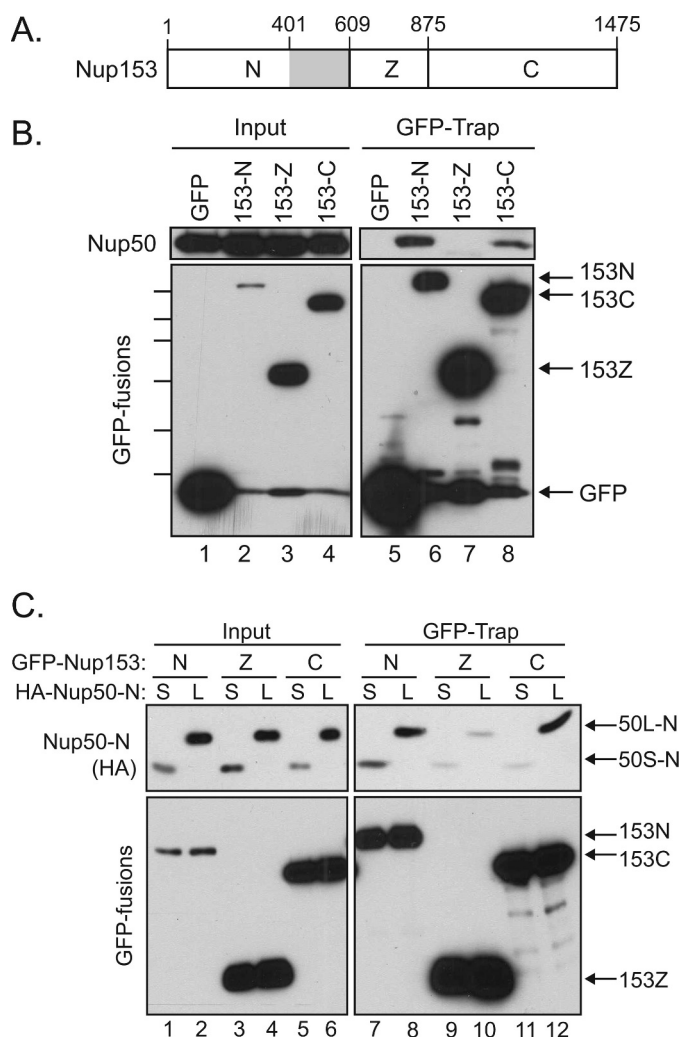 A.
1 401 609 875 1475
Nup153 N Z C
B.
Input GFP-Trap
GFP 153-N 153-Z 153-C GFP 153-N 153-Z 153-C
Nup50
153N
153C
GFP-fusions
153Z
GFP
1 2 3 4 5 6 7 8
C.
Input GFP-Trap
GFP-Nup153: N Z C N Z C
HA-Nup50-N: S L S L S L S L S L S L
50L-N
Nup50-N
(HA)
50S-N
153N
153C
GFP-fusions
153Z
1 2 3 4 5 6 7 8 9 10 11 12